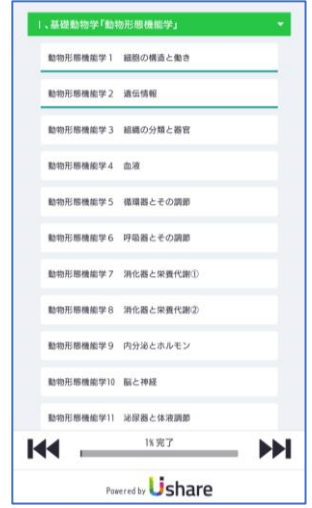 I、基礎動物学「動物形態機能学」
動物形態機能学1 細胞の構造と働き
動物形態機能学2 遺伝情報
動物形態機能学3 組織の分類と器官
動物形態機能学4 血液
動物形態機能学5 循環器とその調節
動物形態機能学6 呼吸器とその調節
動物形態機能学7 消化器と栄養代謝①
動物形態機能学8 消化器と栄養代謝②
動物形態機能学9 内分泌とホルモン
動物形態機能学10 脳と神経
動物形態機能学11 泌尿器と体液調節
1% 完了
Powered by Uishare